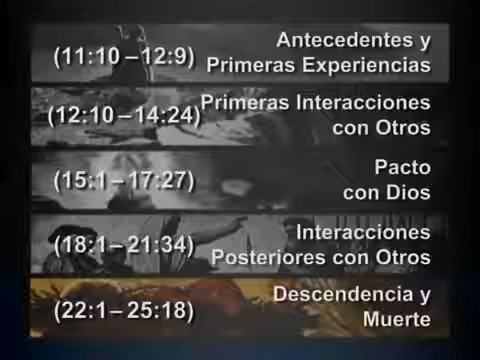 (11:10 – 12:9) Antecedentes y
Primeras Experiencias
(12:10 – 14:24) Primeras Interacciones
con Otros
(15:1 – 17:27) Pacto
con Dios
(18:1 – 21:34) Interacciones
Posteriores con Otros
(22:1 – 25:18) Descendencia y
Muerte